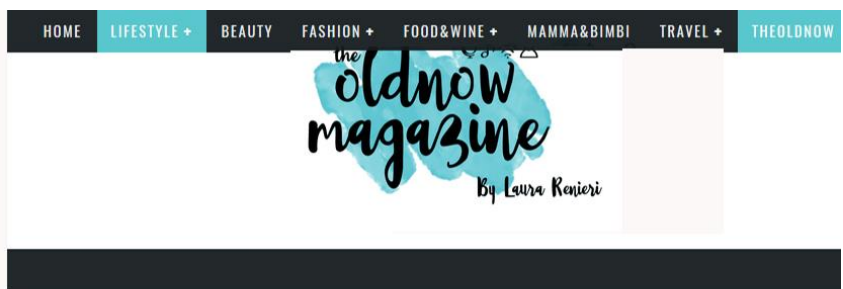 HOME LIFESTYLE + BEAUTY FASHION + FOOD&WINE + MAMMA&BIMBI TRAVEL + THEOLDNOW
the
oldnow
magazine
By Laura Renieri